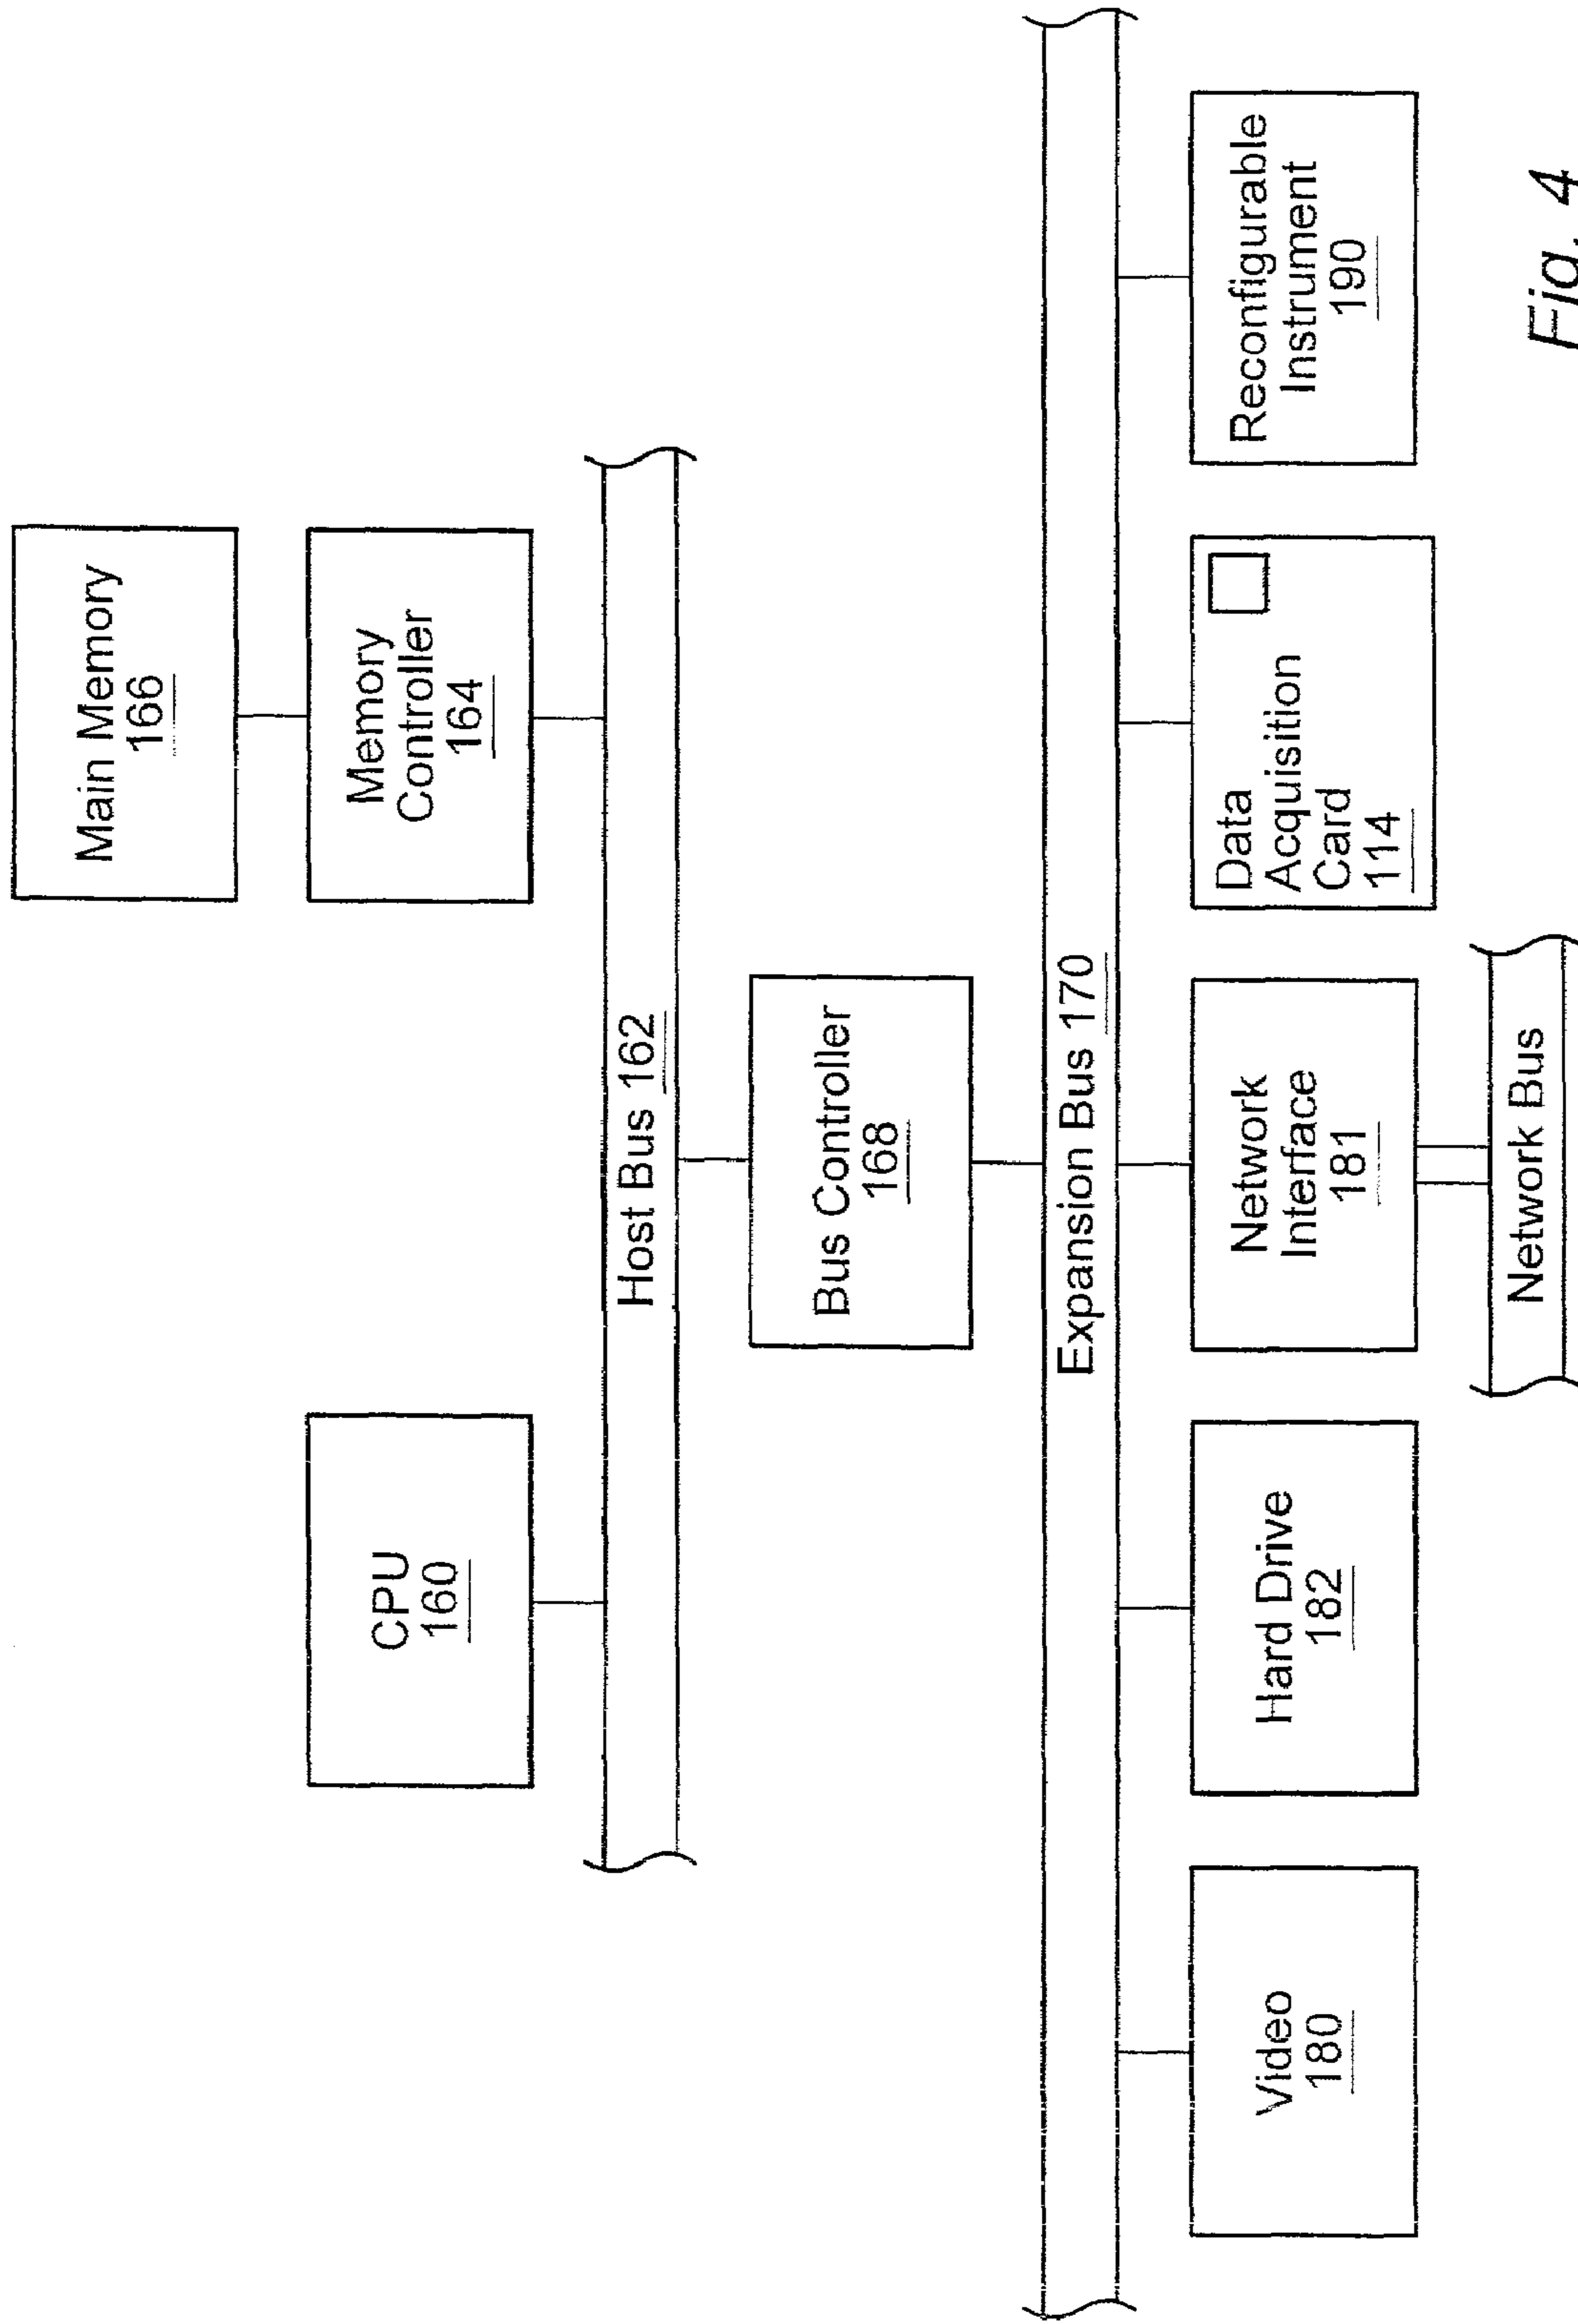 Main Memory
166
CPU
160
Memory
Controller
164
Host Bus 162
Bus Controller
168
Expansion Bus 170
Video
180
Hard Drive
182
Network
Interface
181
Data
Acquisition
Card
114
Reconfigurable
Instrument
190
Network Bus
Fig. 4